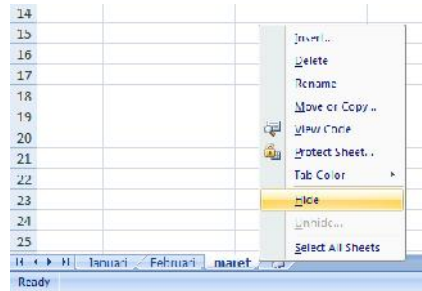 14
15
16
17
18
19
20
21
22
23
24
25
Insert...
Delete
Rename
Move or Copy...
View Code
Protect Sheet...
Tab Color
Hide
Unhide...
Select All Sheets
Januari Februari maret
Ready